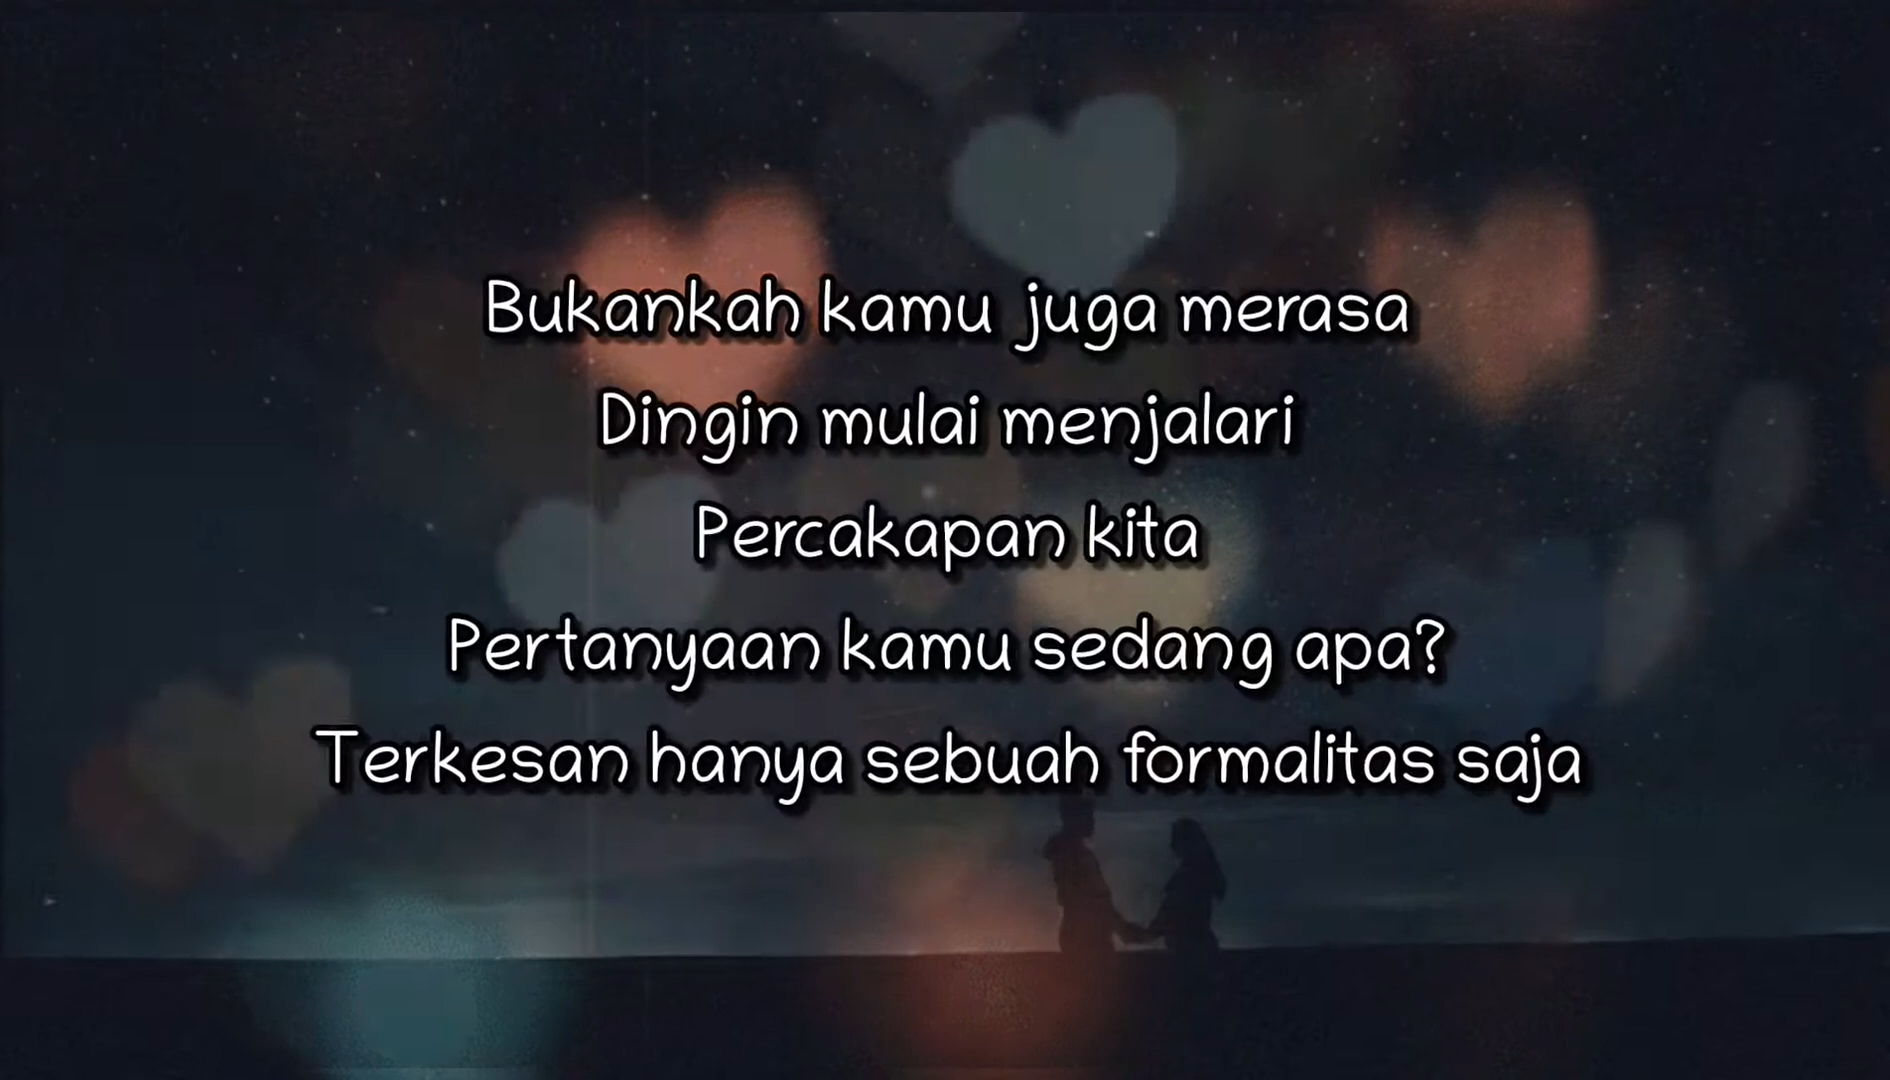 Bukankah kamu juga merasa
Dingin mulai menjalari
Percakapan kita
Pertanyaan kamu sedang apa?
Terkesan hanya sebuah formalitas saja